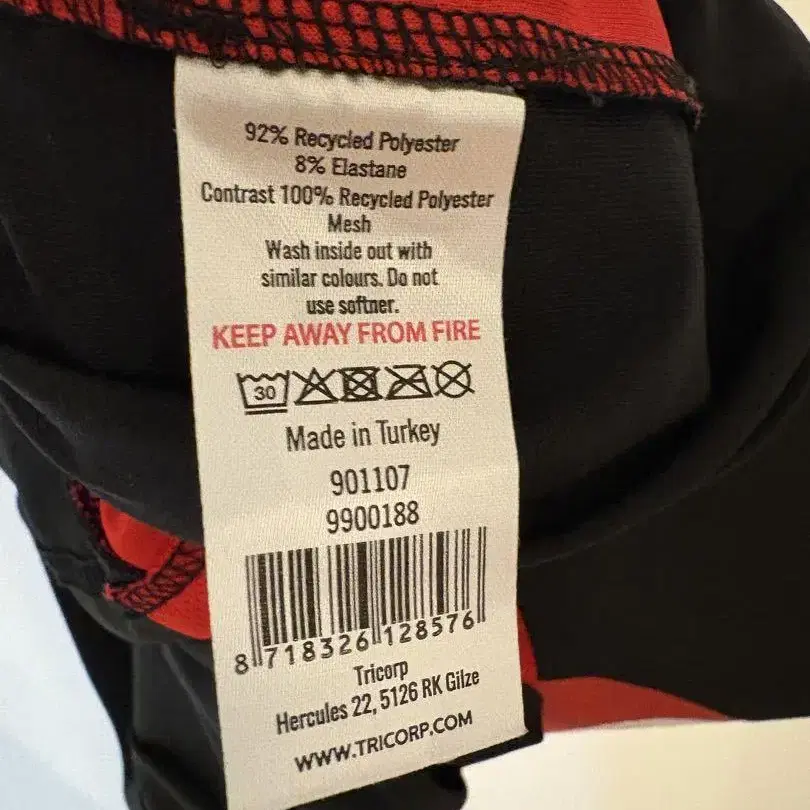 92% Recycled Polyester
8% Elastane
Contrast 100% Recycled Polyester
Mesh
Wash inside out with
similar colours. Do not
use softner.
KEEP AWAY FROM FIRE
30
Made in Turkey
901107
9900188
8 718326 128576
Tricorp
Hercules 22, 5126 RK Gilze
WWW.TRICORP.COM